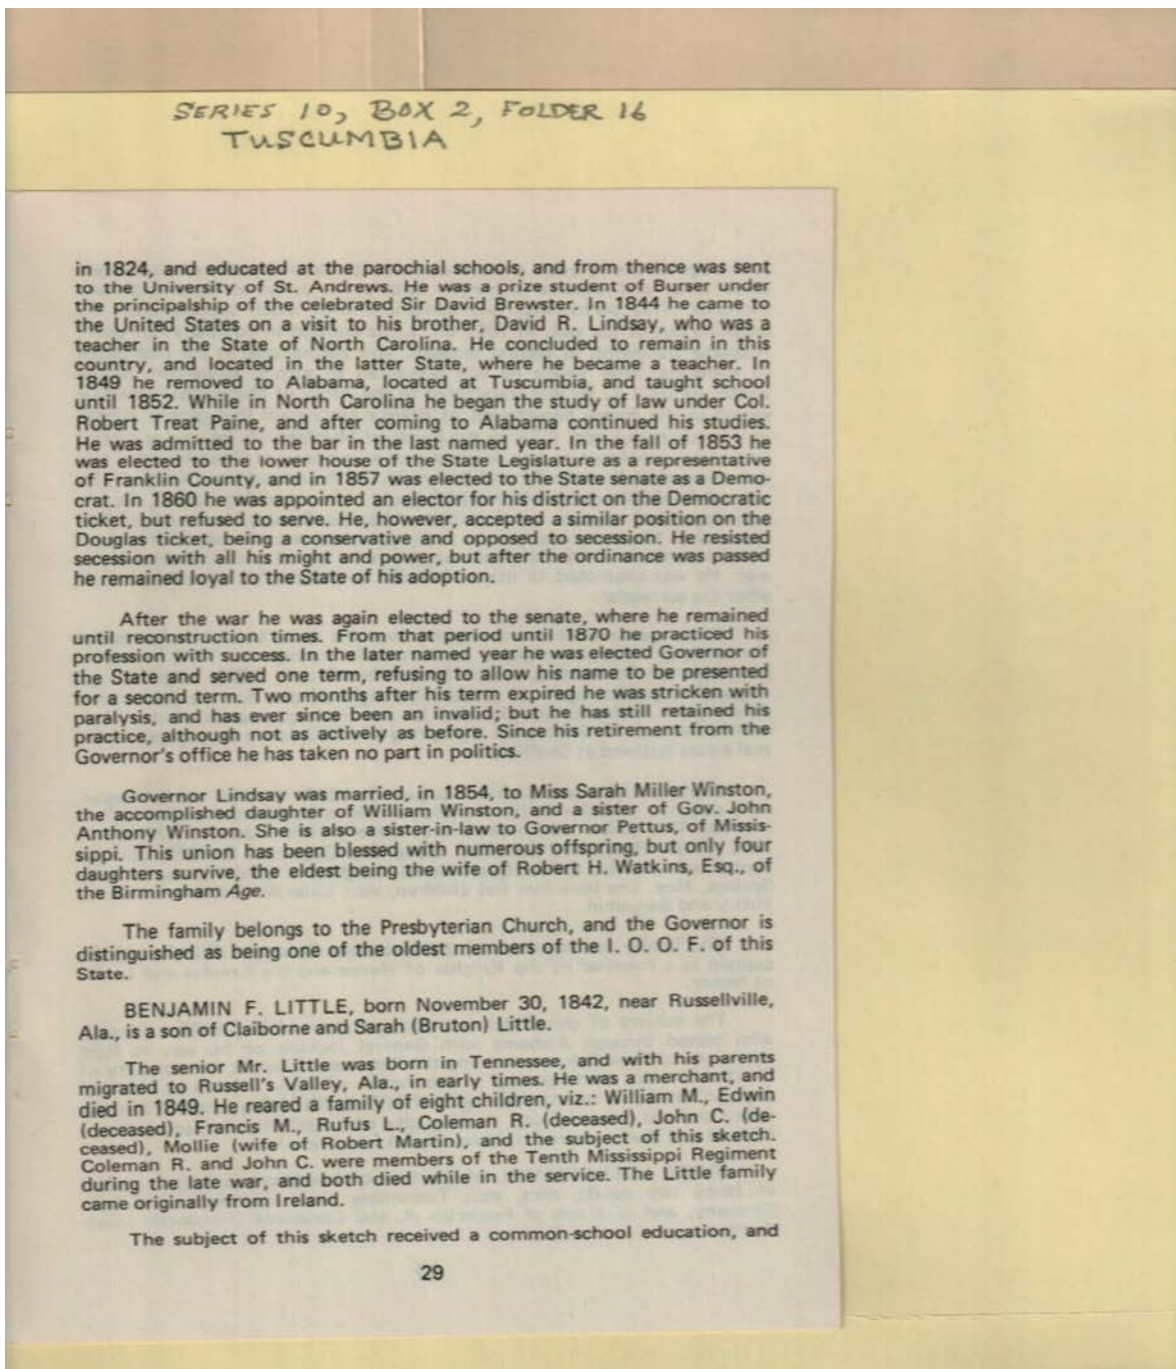 SERIES 10, BOX 2, FOLDER 16
TUSCUMBIA
in 1824, and educated at the parochial schools, and from thence was sent
to the University of St. Andrews. He was a prize student of Burser under
the principalship of the celebrated Sir David Brewster. In 1844 he came to
the United States on a visit to his brother, David R. Lindsay, who was a
teacher in the State of North Carolina. He concluded to remain in this
country, and located in the latter State, where he became a teacher. In
1849 he removed to Alabama, located at Tuscumbia, and taught school
until 1852. While in North Carolina he began the study of law under Col.
Robert Treat Paine, and after coming to Alabama continued his studies.
He was admitted to the bar in the last named year. In the fall of 1853 he
was elected to the lower house of the State Legislature as a representative
of Franklin County, and in 1857 was elected to the State senate as a Demo-
crat. In 1860 he was appointed an elector for his district on the Democratic
ticket, but refused to serve. He, however, accepted a similar position on the
Douglas ticket, being a conservative and opposed to secession. He resisted
secession with all his might and power, but after the ordinance was passed
he remained loyal to the State of his adoption.
After the war he was again elected to the senate, where he remained
until reconstruction times. From that period until 1870 he practiced his
profession with success. In the later named year he was elected Governor of
the State and served one term, refusing to allow his name to be presented
for a second term. Two months after his term expired he was stricken with
paralysis, and has ever since been an invalid; but he has still retained his
practice, although not as actively as before. Since his retirement from the
Governor's office he has taken no part in politics.
Governor Lindsay was married, in 1854, to Miss Sarah Miller Winston,
the accomplished daughter of William Winston, and a sister of Gov. John
Anthony Winston. She is also a sister-in-law to Governor Pettus, of Missis-
sippi. This union has been blessed with numerous offspring, but only four
daughters survive, the eldest being the wife of Robert H. Watkins, Esq., of
the Birmingham Age.
The family belongs to the Presbyterian Church, and the Governor is
distinguished as being one of the oldest members of the I. O. O. F. of this
State.
BENJAMIN F. LITTLE, born November 30, 1842, near Russellville,
Ala., is a son of Claiborne and Sarah (Bruton) Little.
The senior Mr. Little was born in Tennessee, and with his parents
migrated to Russell's Valley, Ala., in early times. He was a merchant, and
died in 1849. He reared a family of eight children, viz.: William M., Edwin
(deceased), Francis M., Rufus L., Coleman R. (deceased), John C. (de-
ceased), Mollie (wife of Robert Martin), and the subject of this sketch.
Coleman R. and John C. were members of the Tenth Mississippi Regiment
during the late war, and both died while in the service. The Little family
came originally from Ireland.
The subject of this sketch received a common-school education, and
29